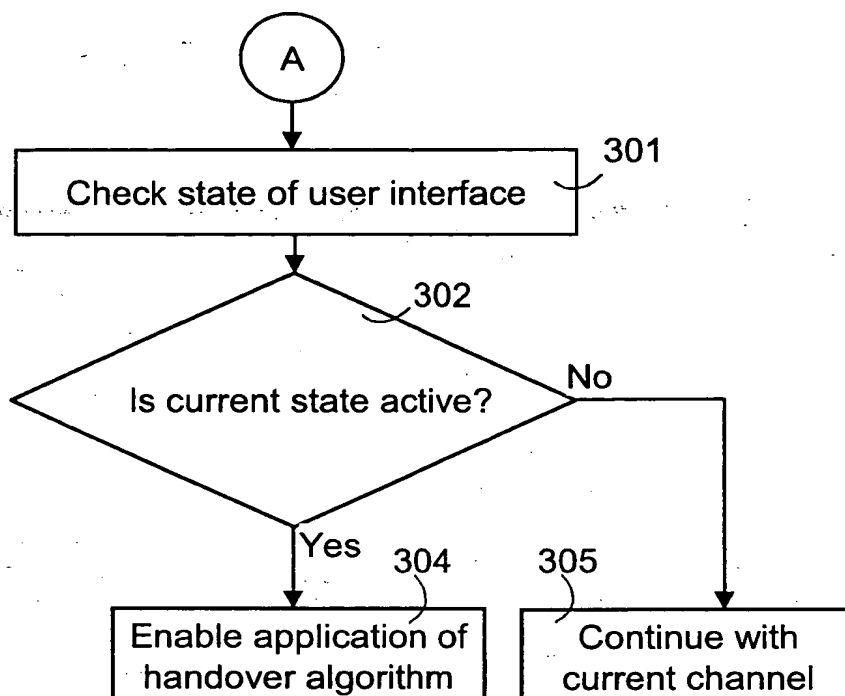 A
301
Check state of user interface
302
Is current state active?
No
Yes
304
305
Enable application of
handover algorithm
Continue with
current channel